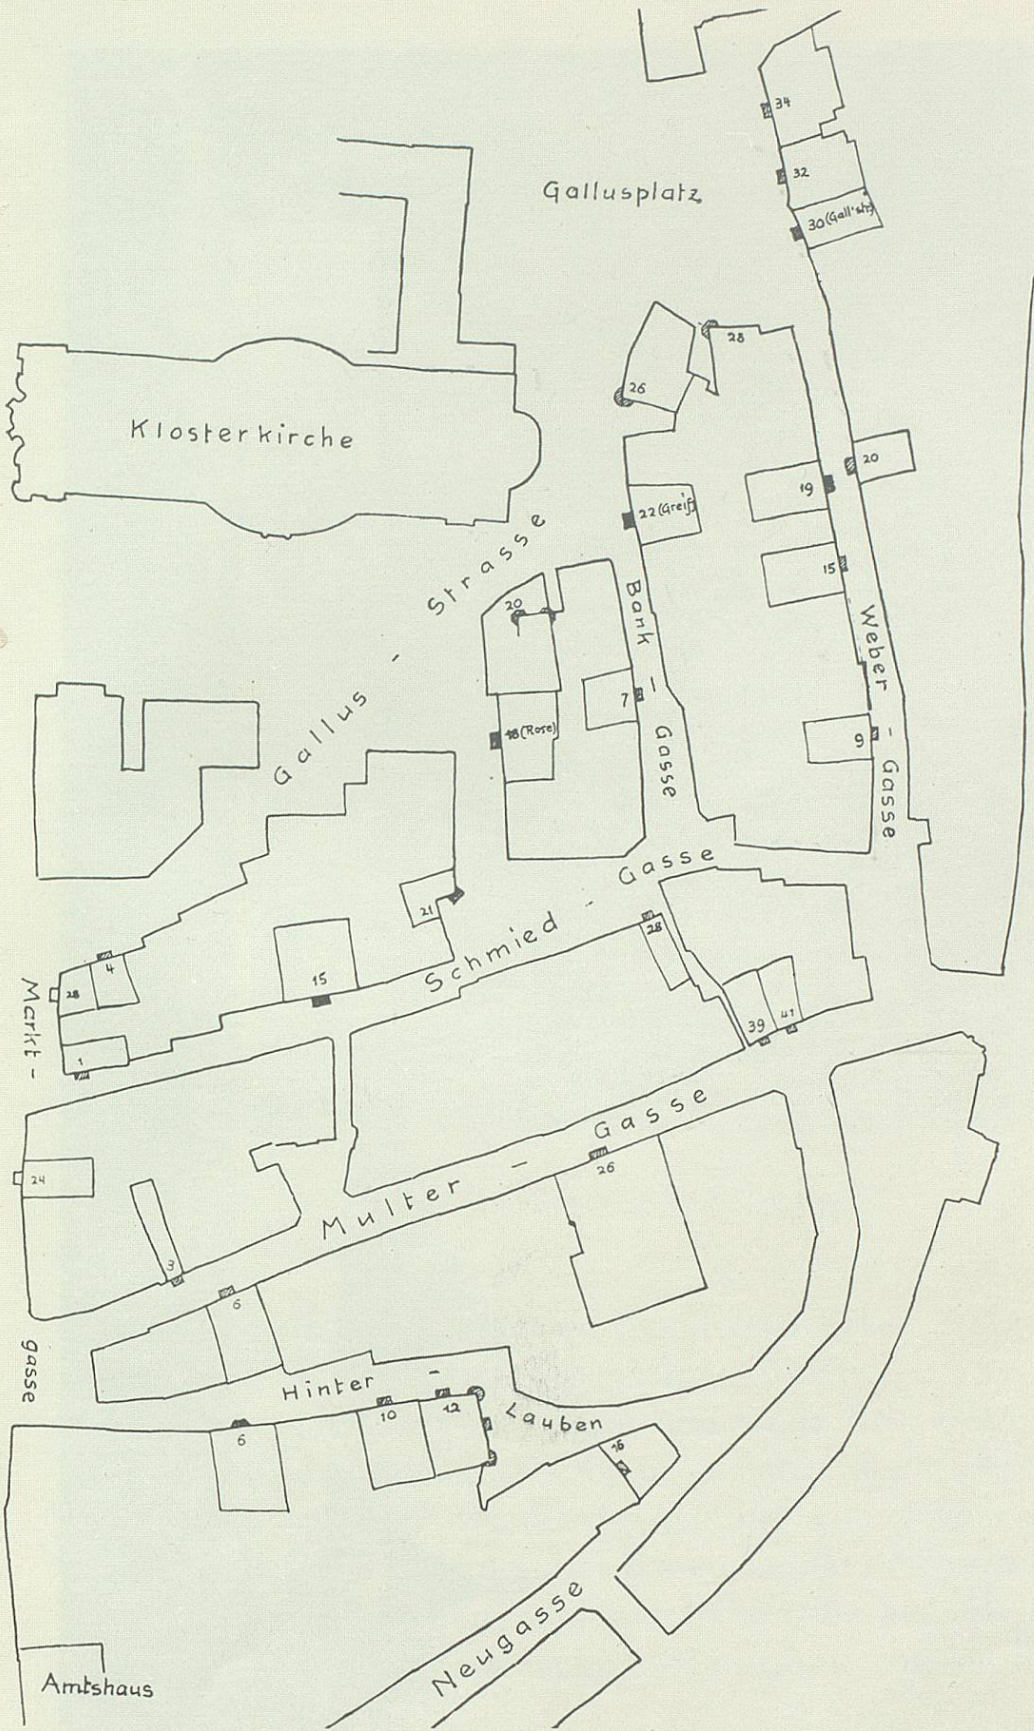 34
32
Gallusplatz
30 (Gall'str)
28
26
Klosterkirche
20
19
22 (Greif)
15
Gallus - Strasse
20
Bank - Gasse
Weber - Gasse
7
18 (Rose)
9
21
Schmied - Gasse
28
4
28
15
Markt - gasse
1
39
41
Multer - Gasse
26
24
3
6
Hinter - Lauben
10
12
6
16
Neugasse
Amtshaus